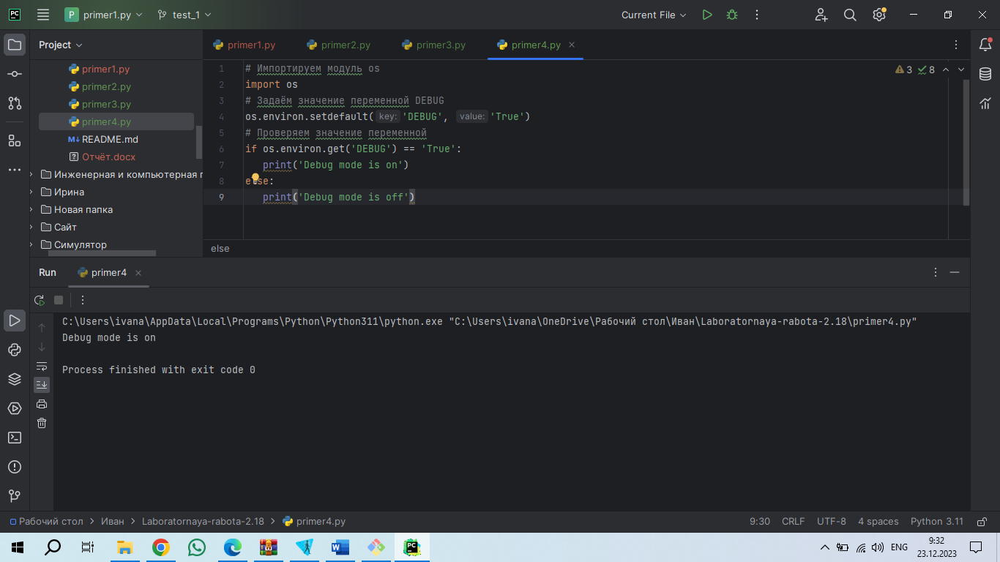 PC
P primer1.py
test_1
Current File
Project
primer1.py
primer2.py
primer3.py
primer4.py
README.md
Отчёт.docx
Инженерная и компьютерная г
Ирина
Новая папка
Сайт
Симулятор
primer1.py primer2.py primer3.py primer4.py
3 8
1 # Импортируем модуль os
2 import os
3 # Задаём значение переменной DEBUG
4 os.environ.setdefault( key: 'DEBUG', value: 'True')
5 # Проверяем значение переменной
6 if os.environ.get('DEBUG') == 'True':
7 print('Debug mode is on')
8 else:
9 print('Debug mode is off')
else
Run primer4
C:\Users\ivana\AppData\Local\Programs\Python\Python311\python.exe "C:\Users\ivana\OneDrive\Рабочий стол\Иван\Laboratornaya-rabota-2.18\primer4.py"
Debug mode is on
Process finished with exit code 0
Рабочий стол > Иван > Laboratornaya-rabota-2.18 > primer4.py
9:30 CRLF UTF-8 4 spaces Python 3.11
ENG
9:32
23.12.2023